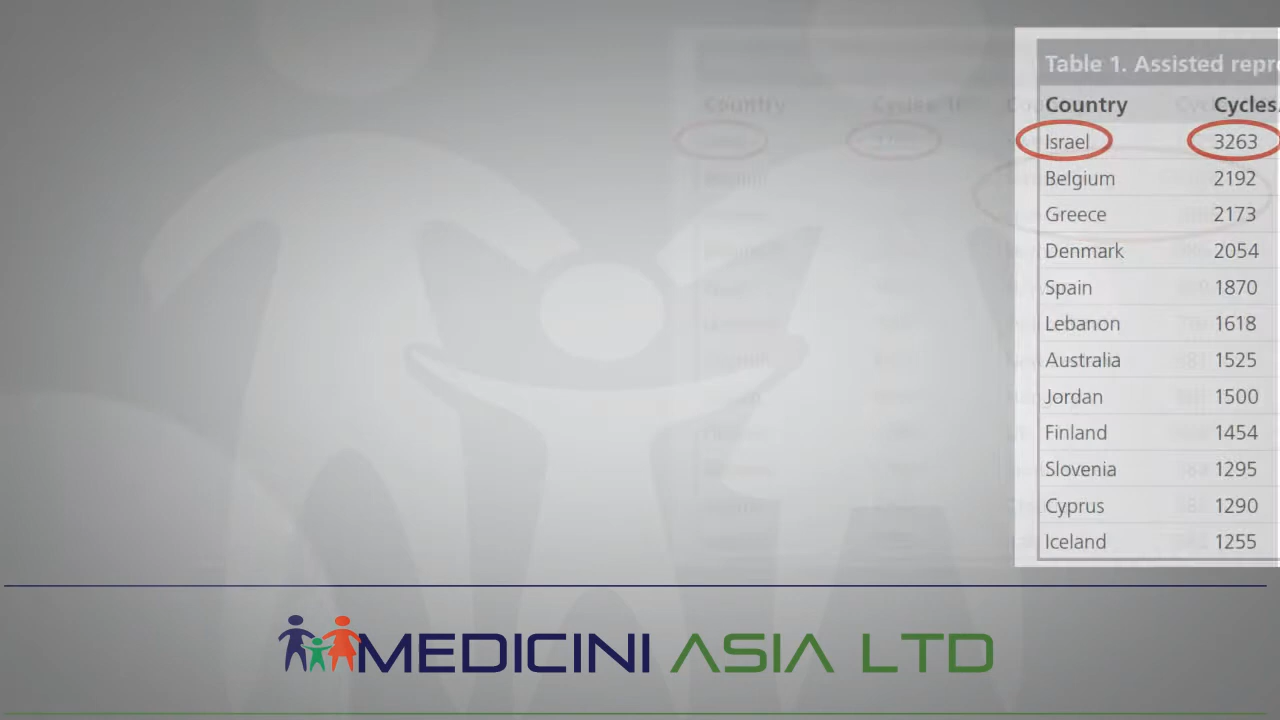 Table 1. Assisted repr
Country Cycles
Israel 3263
Belgium 2192
Greece 2173
Denmark 2054
Spain 1870
Lebanon 1618
Australia 1525
Jordan 1500
Finland 1454
Slovenia 1295
Cyprus 1290
Iceland 1255
MEDICINI ASIA LTD